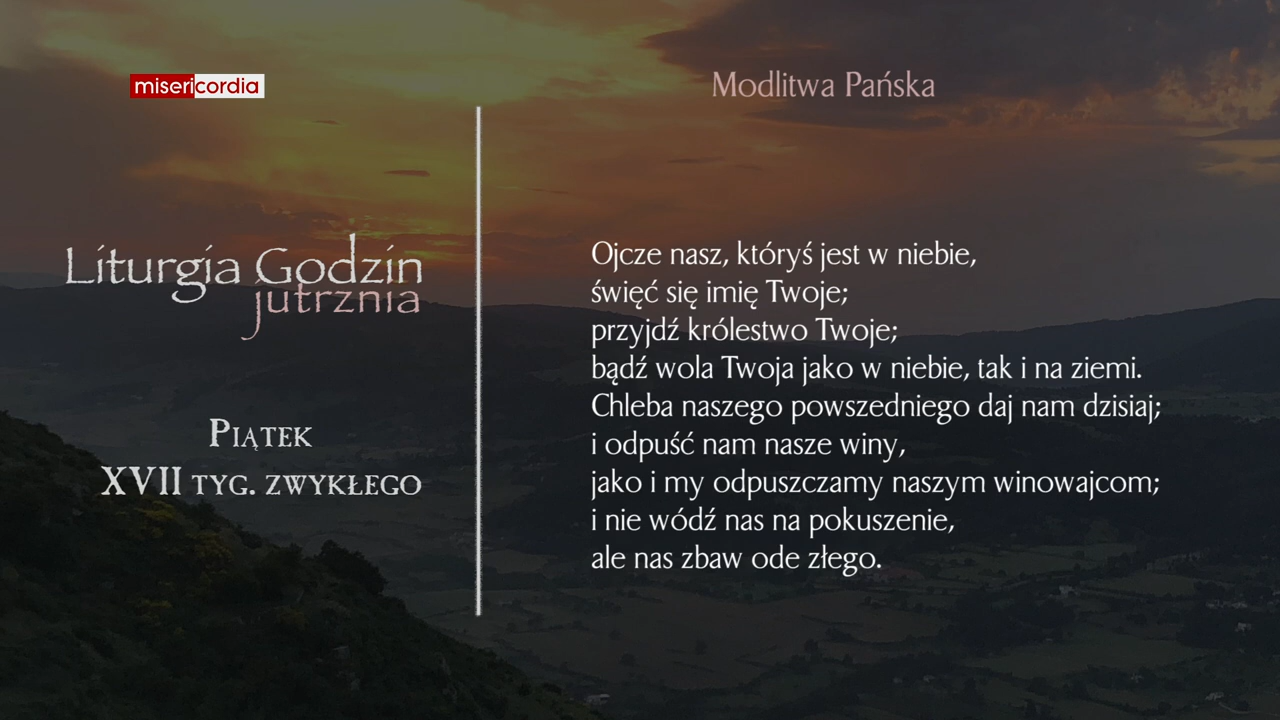 misericordia
Liturgia Godzin
jutrznia
Piątek
XVII tyg. zwykłego
Modlitwa Pańska
Ojcze nasz, któryś jest w niebie,
święć się imię Twoje;
przyjdź królestwo Twoje;
bądź wola Twoja jako w niebie, tak i na ziemi.
Chleba naszego powszedniego daj nam dzisiaj;
i odpuść nam nasze winy,
jako i my odpuszczamy naszym winowajcom;
i nie wódź nas na pokuszenie,
ale nas zbaw ode złego.